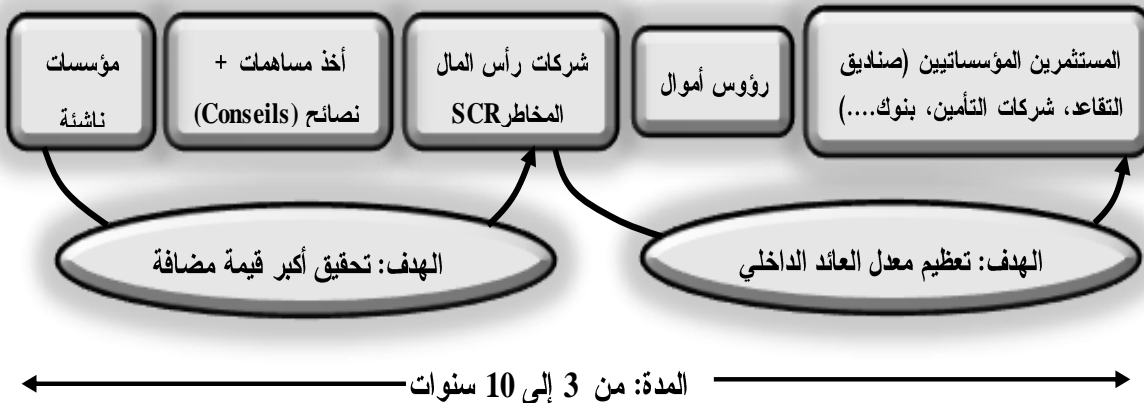 المستثمرين المؤسساتيين (صناديق
التقاعد، شركات التأمين، بنوك....)
رؤوس أموال
شركات رأس المال
المخاطرSCR
أخذ مساهمات +
نصائح (Conseils)
مؤسسات
ناشئة
الهدف: تعظيم معدل العائد الداخلي
الهدف: تحقيق أكبر قيمة مضافة
المدة: من 3 إلى 10 سنوات